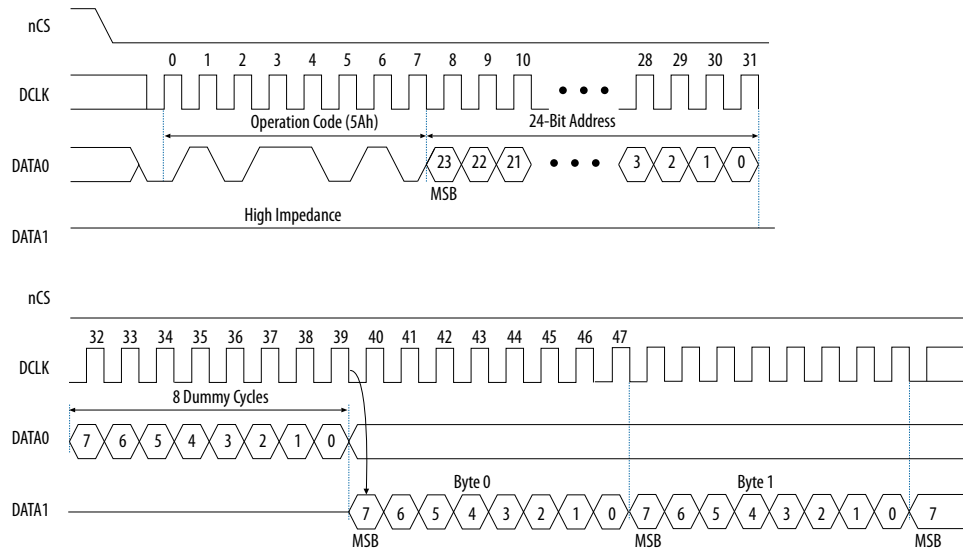 nCS
0 1 2 3 4 5 6 7 8 9 10 28 29 30 31
DCLK
Operation Code (5Ah) 24-Bit Address
DATA0 23 22 21 3 2 1 0
MSB
High Impedance
DATA1
nCS
32 33 34 35 36 37 38 39 40 41 42 43 44 45 46 47
DCLK
8 Dummy Cycles
DATA0 7 6 5 4 3 2 1 0
Byte 0 Byte 1
DATA1 7 6 5 4 3 2 1 0 7 6 5 4 3 2 1 0 7
MSB MSB MSB